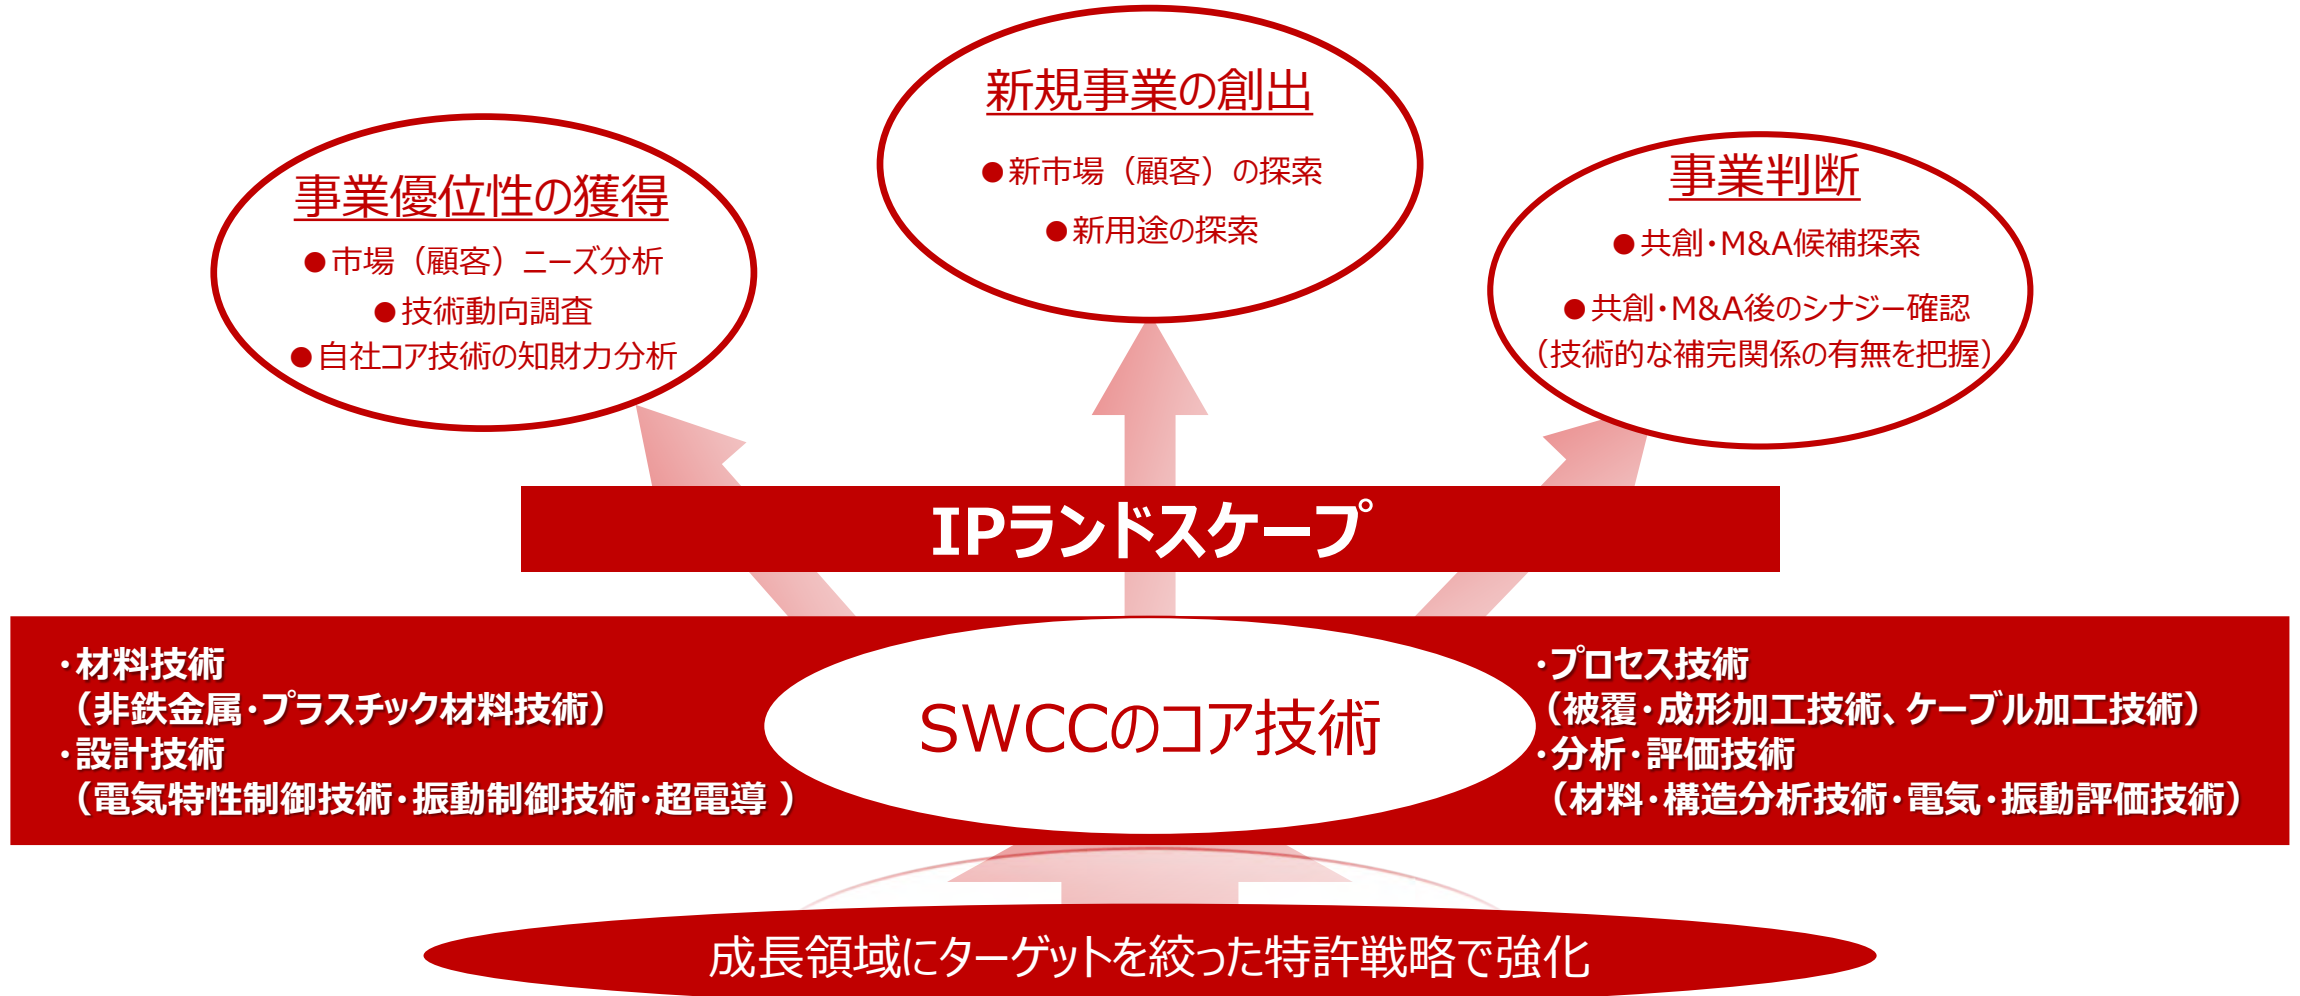 新規事業の創出
●新市場（顧客）の探索
●新用途の探索
事業優位性の獲得
●市場（顧客）ニーズ分析
●技術動向調査
●自社コア技術の知財力分析
事業判断
●共創・M&A候補探索
●共創・M&A後のシナジー確認
（技術的な補完関係の有無を把握）
IPランドスケープ
・材料技術
（非鉄金属・プラスチック材料技術）
・設計技術
（電気特性制御技術・振動制御技術・超電導 ）
SWCCのコア技術
・プロセス技術
（被覆・成形加工技術、ケーブル加工技術）
・分析・評価技術
（材料・構造分析技術・電気・振動評価技術）
成長領域にターゲットを絞った特許戦略で強化